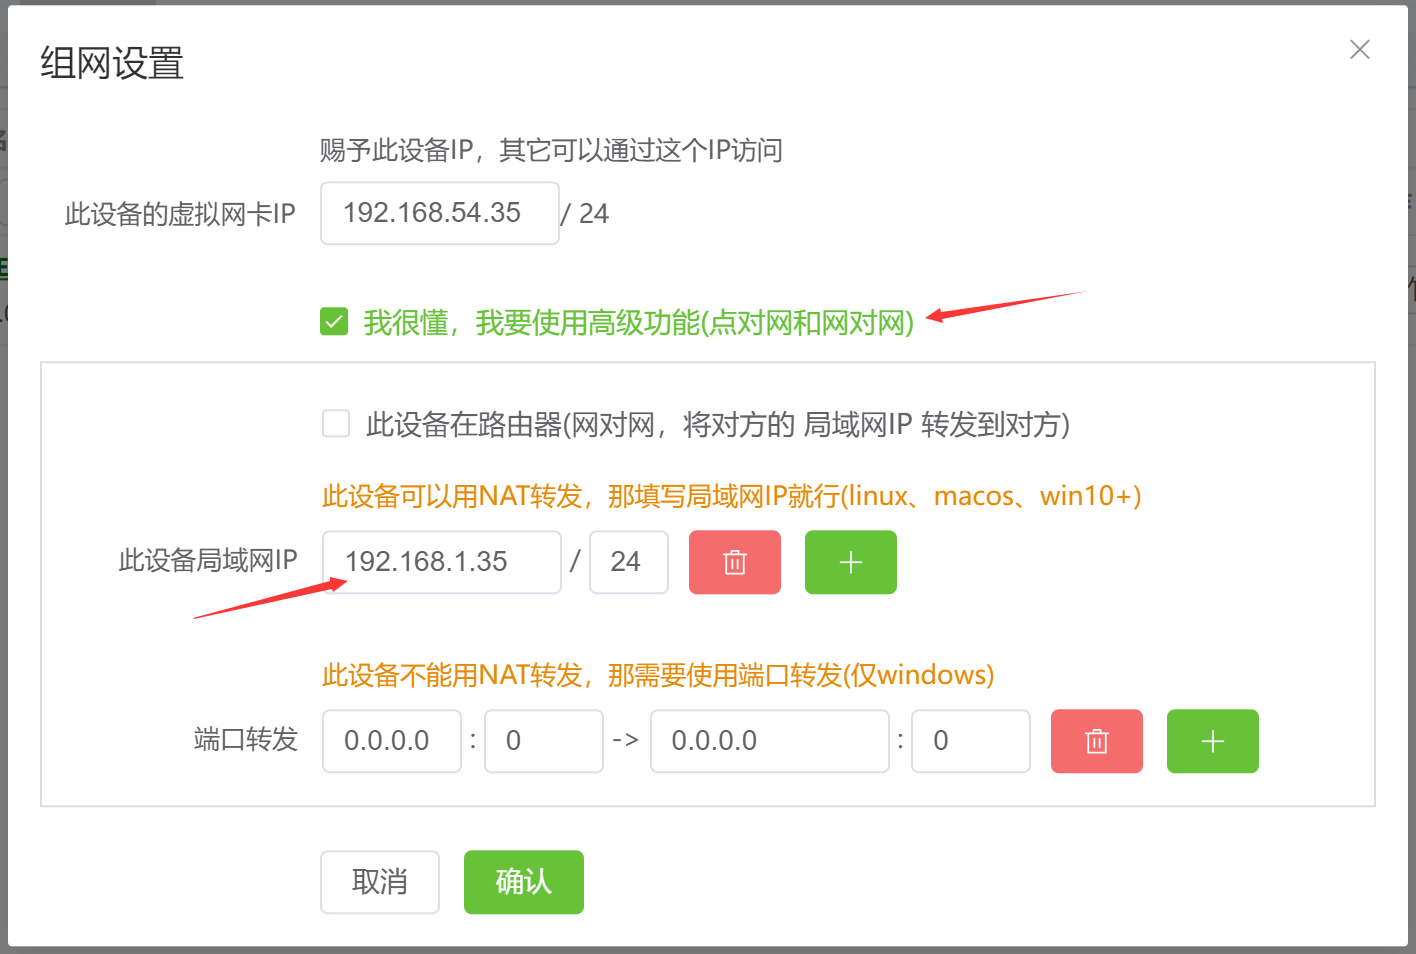 组网设置
赐予此设备IP，其它可以通过这个IP访问
此设备的虚拟网卡IP 192.168.54.35 / 24
我很懂，我要使用高级功能(点对网和网对网)
此设备在路由器(网对网，将对方的 局域网IP 转发到对方)
此设备可以用NAT转发，那填写局域网IP就行(linux、macos、win10+)
此设备局域网IP 192.168.1.35 / 24
此设备不能用NAT转发，那需要使用端口转发(仅windows)
端口转发 0.0.0.0 : 0 -> 0.0.0.0 : 0
取消 确认